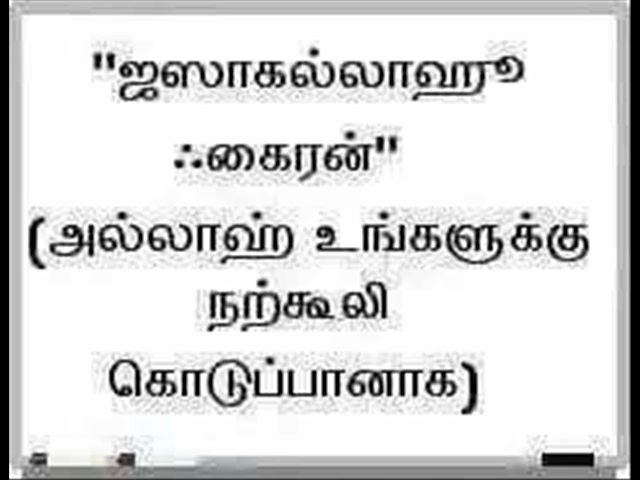 "ஜஸாகல்லாஹூ
ஃகைரன்"
(அல்லாஹ் உங்களுக்கு
நற்கூலி
கொடுப்பானாக)